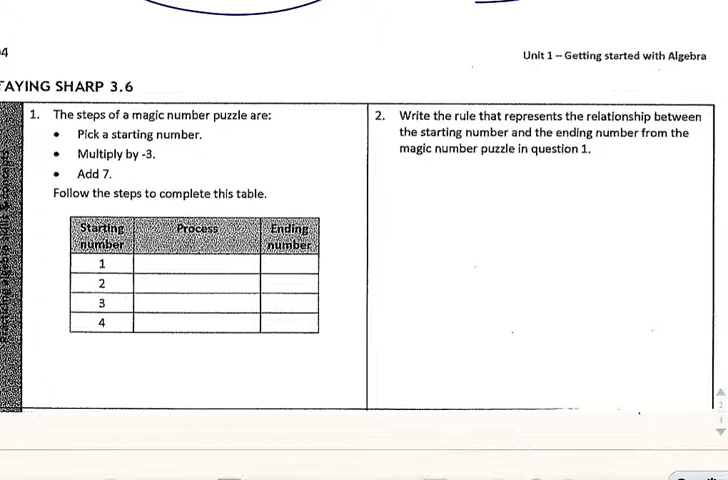 Unit 1 – Getting started with Algebra
TAYING SHARP 3.6
1. The steps of a magic number puzzle are:
• Pick a starting number.
• Multiply by -3.
• Add 7.
Follow the steps to complete this table.
Starting number Process Ending number
1
2
3
4
2. Write the rule that represents the relationship between
the starting number and the ending number from the
magic number puzzle in question 1.
2
3